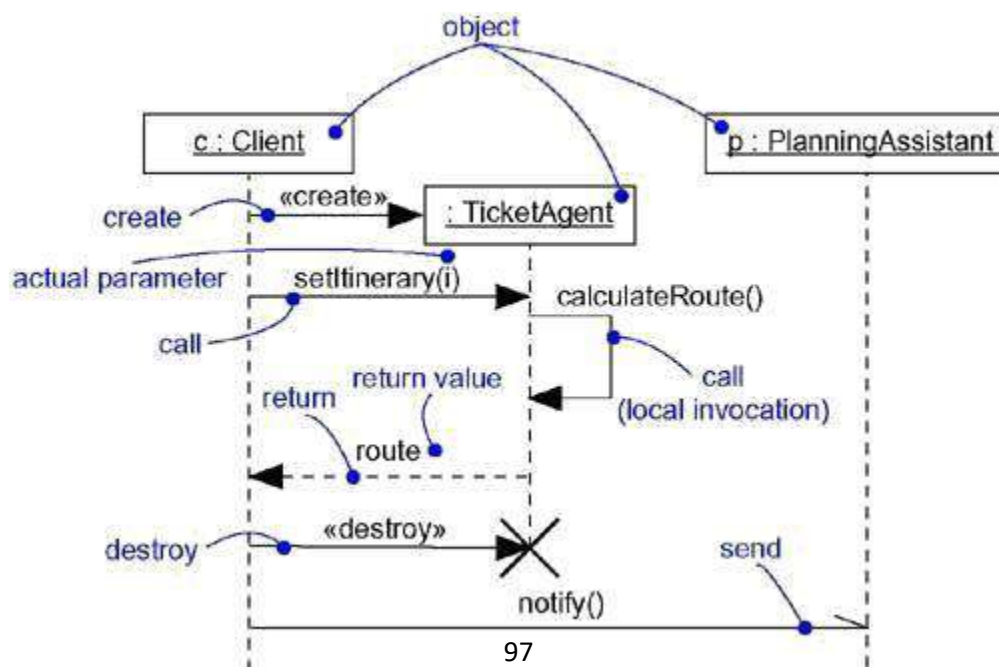 object
c : Client
p : PlanningAssistant
«create»
create
: TicketAgent
actual parameter
setItinerary(i)
calculateRoute()
call
return value
call
(local invocation)
return
route
«destroy»
destroy
send
notify()
97